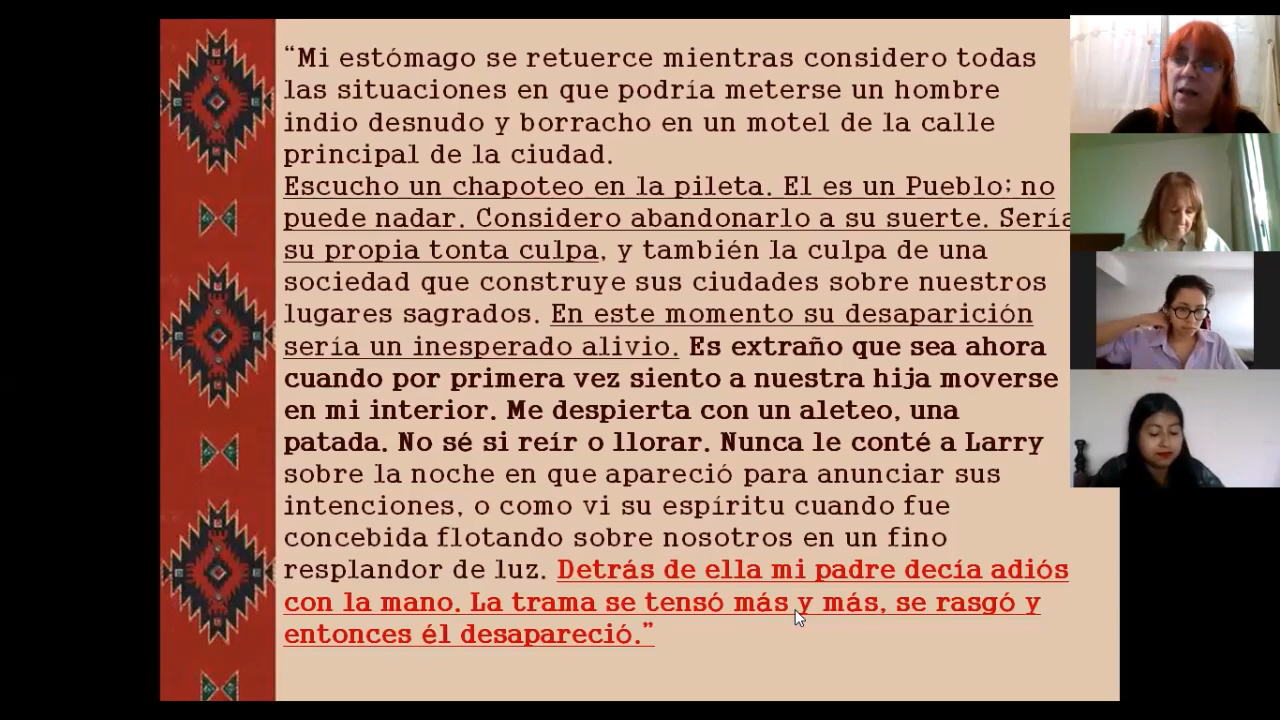 “Mi estómago se retuerce mientras considero todas
las situaciones en que podría meterse un hombre
indio desnudo y borracho en un motel de la calle
principal de la ciudad.
Escucho un chapoteo en la pileta. El es un Pueblo; no
puede nadar. Considero abandonarlo a su suerte. Sería
su propia tonta culpa, y también la culpa de una
sociedad que construye sus ciudades sobre nuestros
lugares sagrados. En este momento su desaparición
sería un inesperado alivio. Es extraño que sea ahora
cuando por primera vez siento a nuestra hija moverse
en mi interior. Me despierta con un aleteo, una
patada. No sé si reír o llorar. Nunca le conté a Larry
sobre la noche en que apareció para anunciar sus
intenciones, o como vi su espíritu cuando fue
concebida flotando sobre nosotros en un fino
resplandor de luz. Detrás de ella mi padre decía adiós
con la mano. La trama se tensó más y más, se rasgó y
entonces él desapareció.”